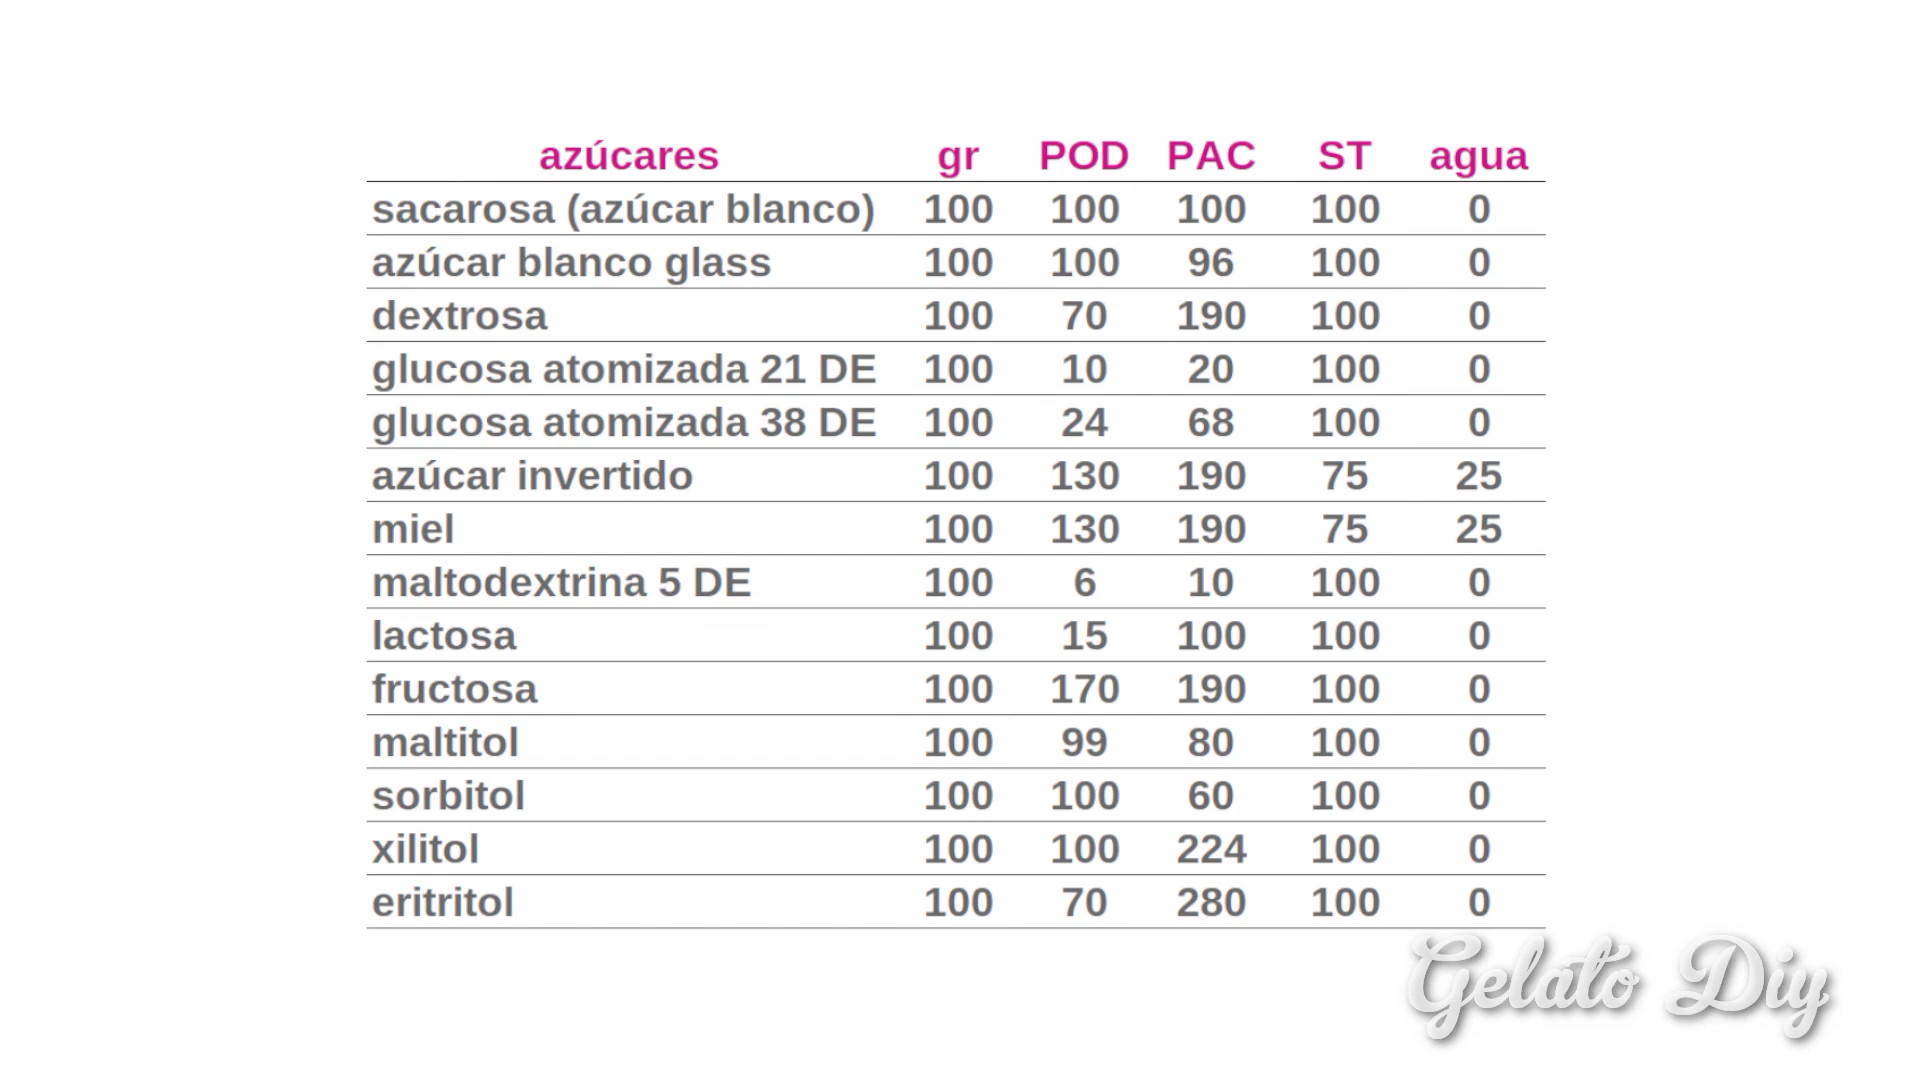 azúcares gr POD PAC ST agua
sacarosa (azúcar blanco) 100 100 100 100 0
azúcar blanco glass 100 100 96 100 0
dextrosa 100 70 190 100 0
glucosa atomizada 21 DE 100 10 20 100 0
glucosa atomizada 38 DE 100 24 68 100 0
azúcar invertido 100 130 190 75 25
miel 100 130 190 75 25
maltodextrina 5 DE 100 6 10 100 0
lactosa 100 15 100 100 0
fructosa 100 170 190 100 0
maltitol 100 99 80 100 0
sorbitol 100 100 60 100 0
xilitol 100 100 224 100 0
eritritol 100 70 280 100 0
Gelato Diy